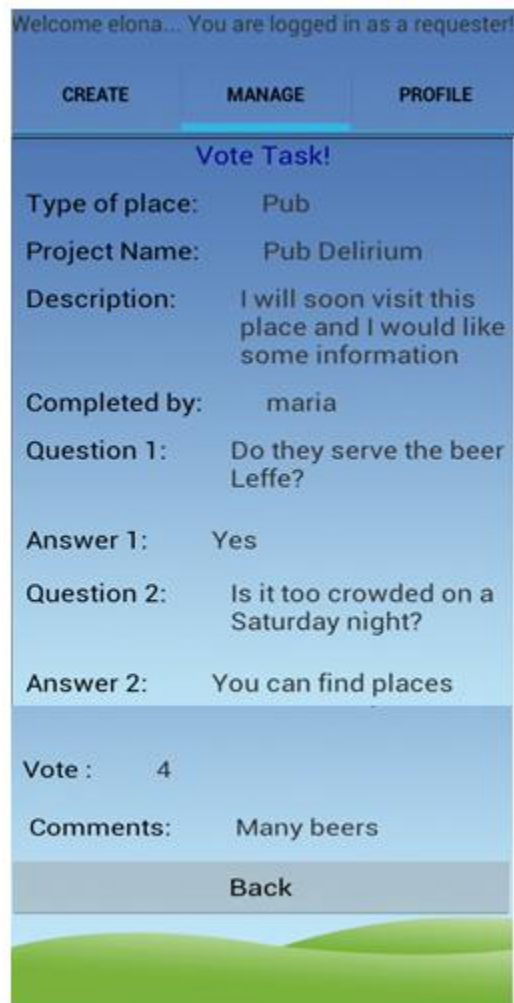 Welcome elona... You are logged in as a requester!
CREATE MANAGE PROFILE
Vote Task!
Type of place: Pub
Project Name: Pub Delirium
Description: I will soon visit this
place and I would like
some information
Completed by: maria
Question 1: Do they serve the beer
Leffe?
Answer 1: Yes
Question 2: Is it too crowded on a
Saturday night?
Answer 2: You can find places
Vote : 4
Comments: Many beers
Back